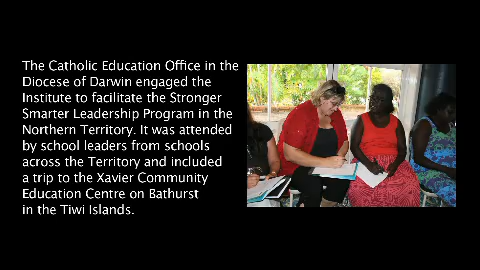 The Catholic Education Office in the
Diocese of Darwin engaged the
Institute to facilitate the Stronger
Smarter Leadership Program in the
Northern Territory. It was attended
by school leaders from schools
across the Territory and included
a trip to the Xavier Community
Education Centre on Bathurst
in the Tiwi Islands.